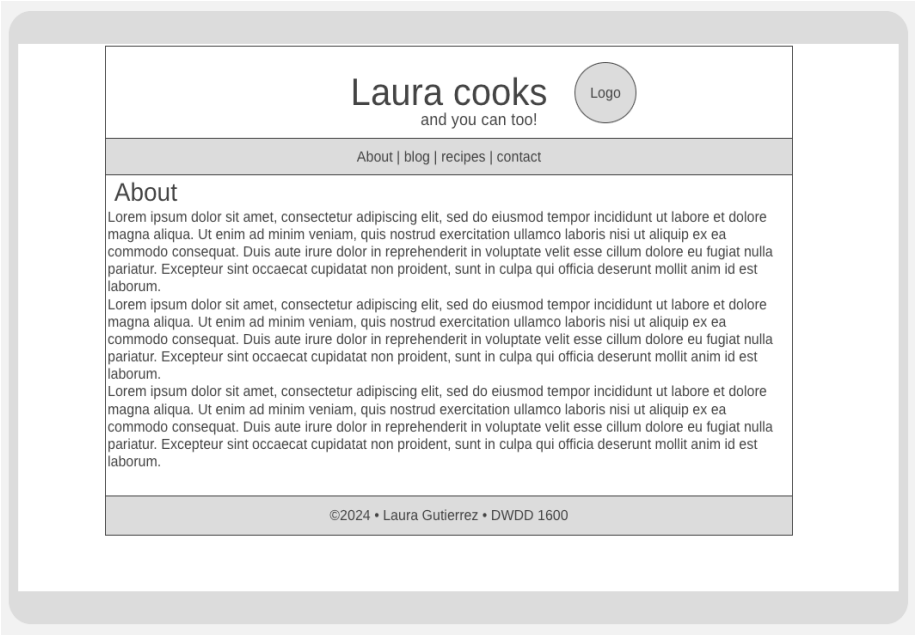 Laura cooks
Logo
and you can too!
About | blog | recipes | contact
About
Lorem ipsum dolor sit amet, consectetur adipiscing elit, sed do eiusmod tempor incididunt ut labore et dolore
magna aliqua. Ut enim ad minim veniam, quis nostrud exercitation ullamco laboris nisi ut aliquip ex ea
commodo consequat. Duis aute irure dolor in reprehenderit in voluptate velit esse cillum dolore eu fugiat nulla
pariatur. Excepteur sint occaecat cupidatat non proident, sunt in culpa qui officia deserunt mollit anim id est
laborum.
Lorem ipsum dolor sit amet, consectetur adipiscing elit, sed do eiusmod tempor incididunt ut labore et dolore
magna aliqua. Ut enim ad minim veniam, quis nostrud exercitation ullamco laboris nisi ut aliquip ex ea
commodo consequat. Duis aute irure dolor in reprehenderit in voluptate velit esse cillum dolore eu fugiat nulla
pariatur. Excepteur sint occaecat cupidatat non proident, sunt in culpa qui officia deserunt mollit anim id est
laborum.
Lorem ipsum dolor sit amet, consectetur adipiscing elit, sed do eiusmod tempor incididunt ut labore et dolore
magna aliqua. Ut enim ad minim veniam, quis nostrud exercitation ullamco laboris nisi ut aliquip ex ea
commodo consequat. Duis aute irure dolor in reprehenderit in voluptate velit esse cillum dolore eu fugiat nulla
pariatur. Excepteur sint occaecat cupidatat non proident, sunt in culpa qui officia deserunt mollit anim id est
laborum.
©2024 • Laura Gutierrez • DWDD 1600